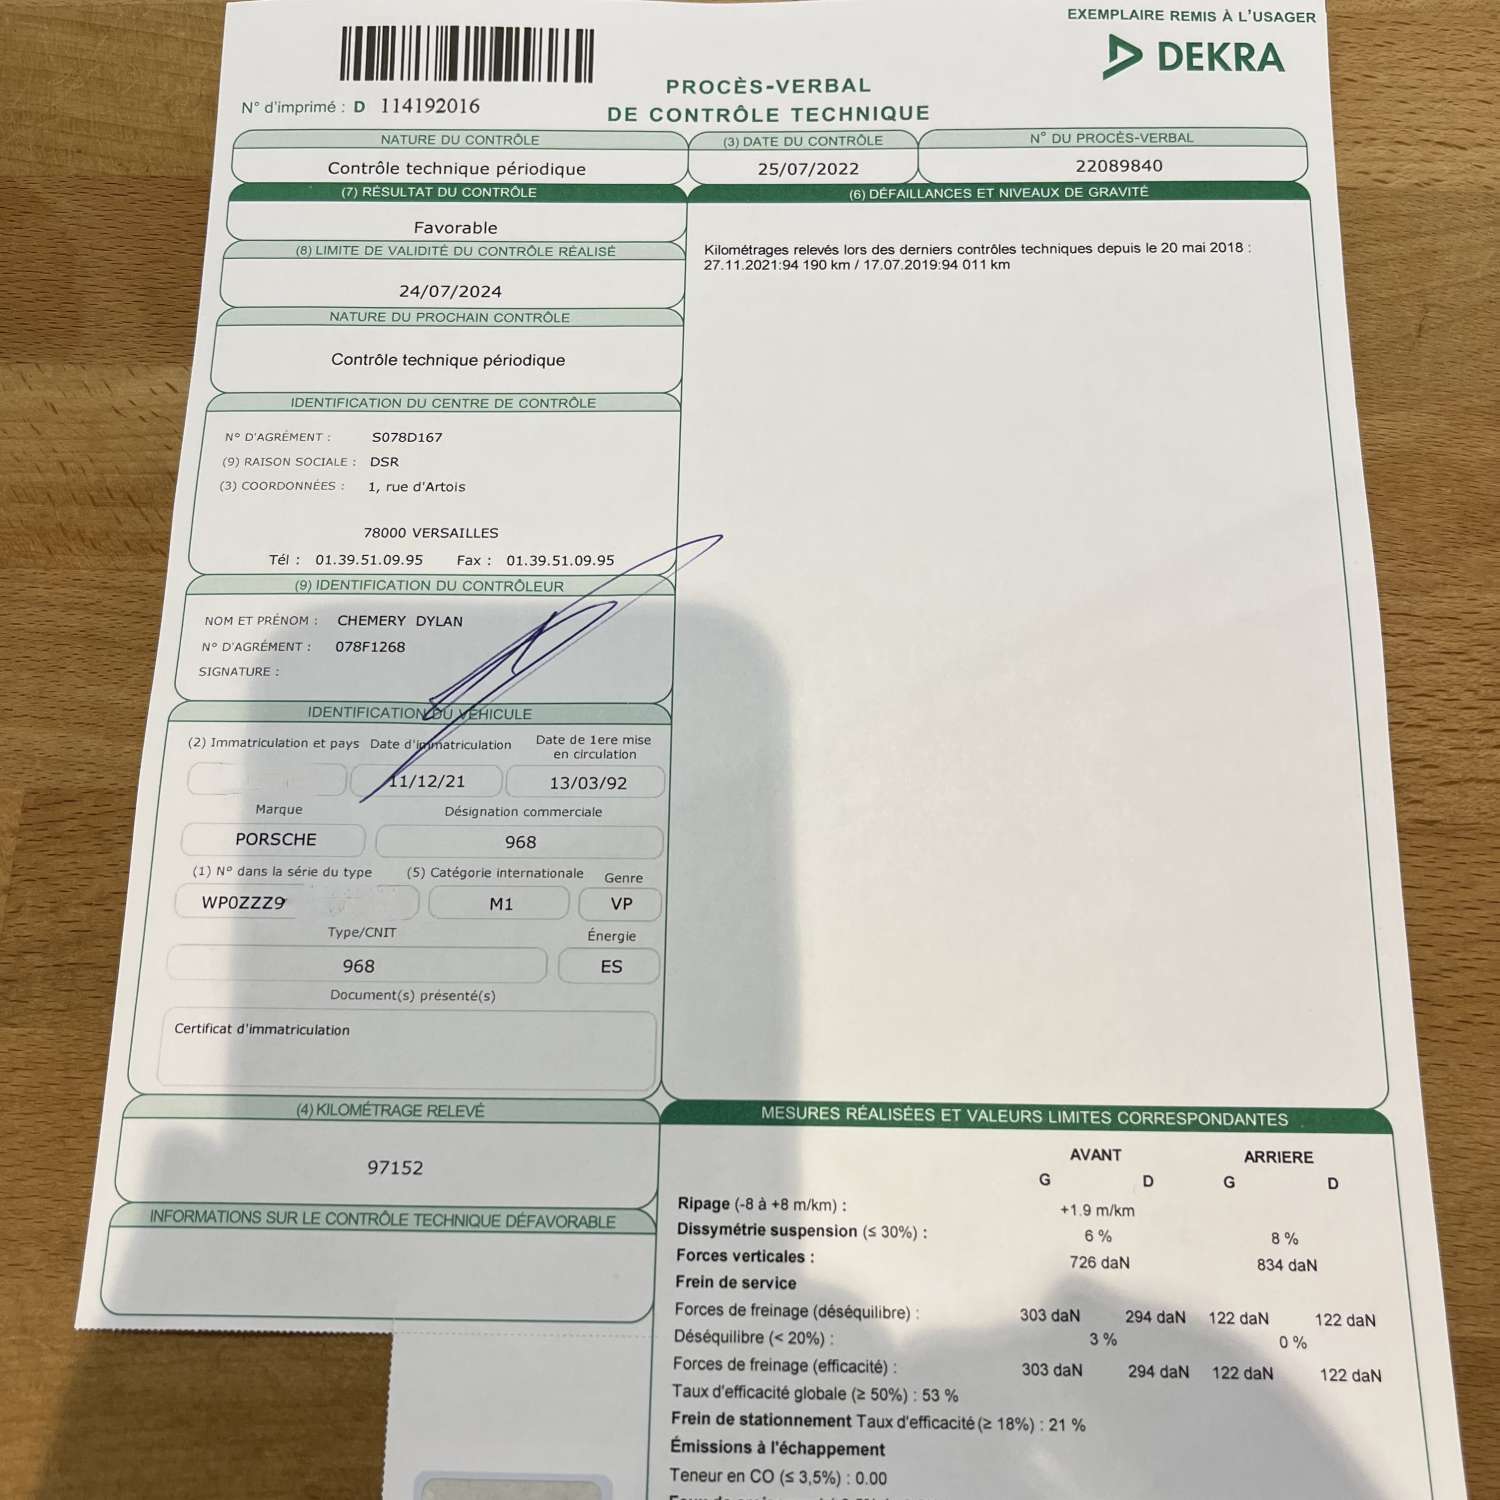 EXEMPLAIRE REMIS À L'USAGER
DEKRA
N° d'imprimé : D 114192016
PROCÈS-VERBAL
DE CONTRÔLE TECHNIQUE
NATURE DU CONTRÔLE
Contrôle technique périodique
(3) DATE DU CONTRÔLE
25/07/2022
N° DU PROCÈS-VERBAL
22089840
(7) RÉSULTAT DU CONTRÔLE
Favorable
(8) LIMITE DE VALIDITÉ DU CONTRÔLE RÉALISÉ
24/07/2024
NATURE DU PROCHAIN CONTRÔLE
Contrôle technique périodique
IDENTIFICATION DU CENTRE DE CONTRÔLE
N° D'AGRÉMENT : S078D167
(9) RAISON SOCIALE : DSR
(3) COORDONNÉES : 1, rue d'Artois
78000 VERSAILLES
Tél : 01.39.51.09.95 Fax : 01.39.51.09.95
(9) IDENTIFICATION DU CONTRÔLEUR
NOM ET PRÉNOM : CHEMERY DYLAN
N° D'AGRÉMENT : 078F1268
SIGNATURE :
IDENTIFICATION DU VÉHICULE
(2) Immatriculation et pays Date d'immatriculation Date de 1ere mise
en circulation
11/12/21 13/03/92
Marque Désignation commerciale
PORSCHE 968
(1) N° dans la série du type (5) Catégorie internationale Genre
WP0ZZZ9 M1 VP
Type/CNIT Énergie
968 ES
Document(s) présenté(s)
Certificat d'immatriculation
(4) KILOMÉTRAGE RELEVÉ
97152
INFORMATIONS SUR LE CONTRÔLE TECHNIQUE DÉFAVORABLE
(6) DÉFAILLANCES ET NIVEAUX DE GRAVITÉ
Kilométrages relevés lors des derniers contrôles techniques depuis le 20 mai 2018 :
27.11.2021:94 190 km / 17.07.2019:94 011 km
MESURES RÉALISÉES ET VALEURS LIMITES CORRESPONDANTES
AVANT ARRIERE
G D G D
Ripage (-8 à +8 m/km) : +1.9 m/km
Dissymétrie suspension (≤ 30%) : 6 % 8 %
Forces verticales : 726 daN 834 daN
Frein de service
Forces de freinage (déséquilibre) : 303 daN 294 daN 122 daN 122 daN
Déséquilibre (< 20%) : 3 % 0 %
Forces de freinage (efficacité) : 303 daN 294 daN 122 daN 122 daN
Taux d'efficacité globale (≥ 50%) : 53 %
Frein de stationnement Taux d'efficacité (≥ 18%) : 21 %
Émissions à l'échappement
Teneur en CO (≤ 3,5%) : 0.00